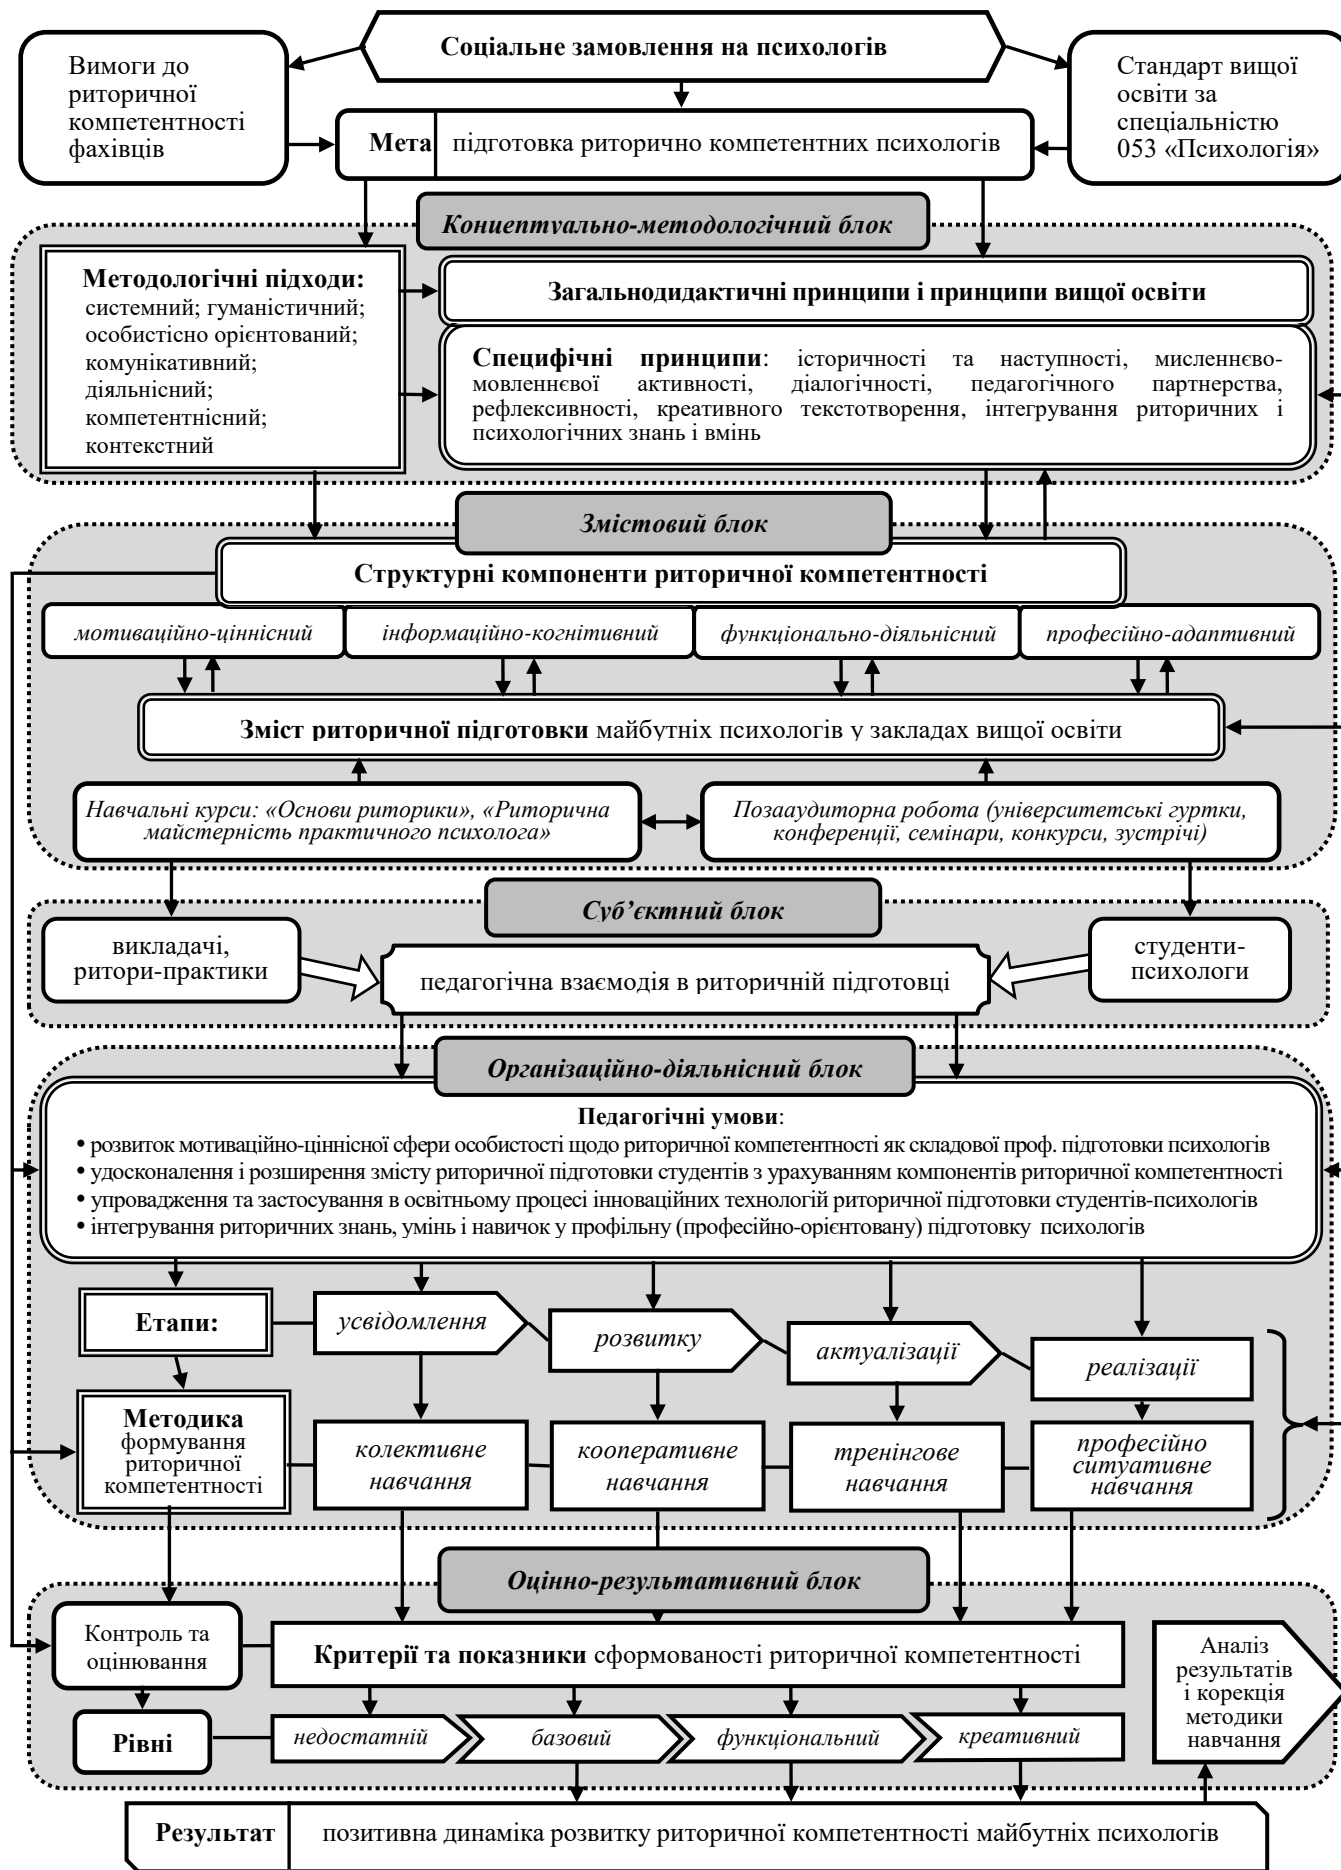 Соціальне замовлення на психологів
Вимоги до
риторичної
компетентності
фахівців
Стандарт вищої
освіти за
спеціальністю
053 «Психологія»
Мета підготовка риторично компетентних психологів
Концептуально-методологічний блок
Методологічні підходи:
системний; гуманістичний;
особистісно орієнтований;
комунікативний;
діяльнісний;
компетентнісний;
контекстний
Загальнодидактичні принципи і принципи вищої освіти
Специфічні принципи: історичності та наступності, мисленнєво-
мовленнєвої активності, діалогічності, педагогічного партнерства,
рефлексивності, креативного текстотворення, інтегрування риторичних і
психологічних знань і вмінь
Змістовий блок
Структурні компоненти риторичної компетентності
мотиваційно-ціннісний
інформаційно-когнітивний
функціонально-діяльнісний
професійно-адаптивний
Зміст риторичної підготовки майбутніх психологів у закладах вищої освіти
Навчальні курси: «Основи риторики», «Риторична
майстерність практичного психолога»
Позааудиторна робота (університетські гуртки,
конференції, семінари, конкурси, зустрічі)
Суб’єктний блок
викладачі,
ритори-практики
педагогічна взаємодія в риторичній підготовці
студенти-
психологи
Організаційно-діяльнісний блок
Педагогічні умови:
• розвиток мотиваційно-ціннісної сфери особистості щодо риторичної компетентності як складової проф. підготовки психологів
• удосконалення і розширення змісту риторичної підготовки студентів з урахуванням компонентів риторичної компетентності
• упровадження та застосування в освітньому процесі інноваційних технологій риторичної підготовки студентів-психологів
• інтегрування риторичних знань, умінь і навичок у профільну (професійно-орієнтовану) підготовку психологів
Етапи:
усвідомлення
розвитку
актуалізації
реалізації
Методика
формування
риторичної
компетентності
колективне
навчання
кооперативне
навчання
тренінгове
навчання
професійно
ситуативне
навчання
Оцінно-результативний блок
Контроль та
оцінювання
Критерії та показники сформованості риторичної компетентності
Аналіз
результатів
і корекція
методики
навчання
Рівні
недостатній
базовий
функціональний
креативний
Результат позитивна динаміка розвитку риторичної компетентності майбутніх психологів